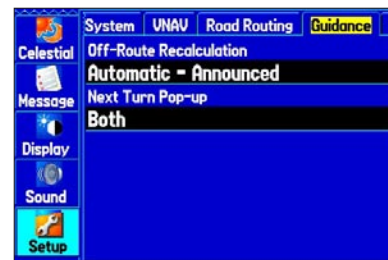 System VNAV Road Routing Guidance
Celestial
Off-Route Recalculation
Automatic - Announced
Message
Next Turn Pop-up
Both
Display
Sound
Setup